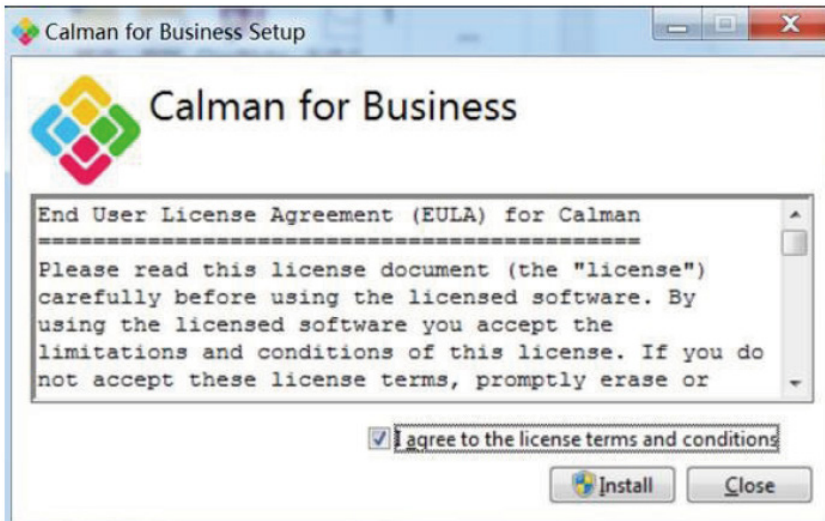 Calman for Business Setup
Calman for Business
End User License Agreement (EULA) for Calman
============================================
Please read this license document (the "license")
carefully before using the licensed software. By
using the licensed software you accept the
limitations and conditions of this license. If you do
not accept these license terms, promptly erase or
I agree to the license terms and conditions
Install Close